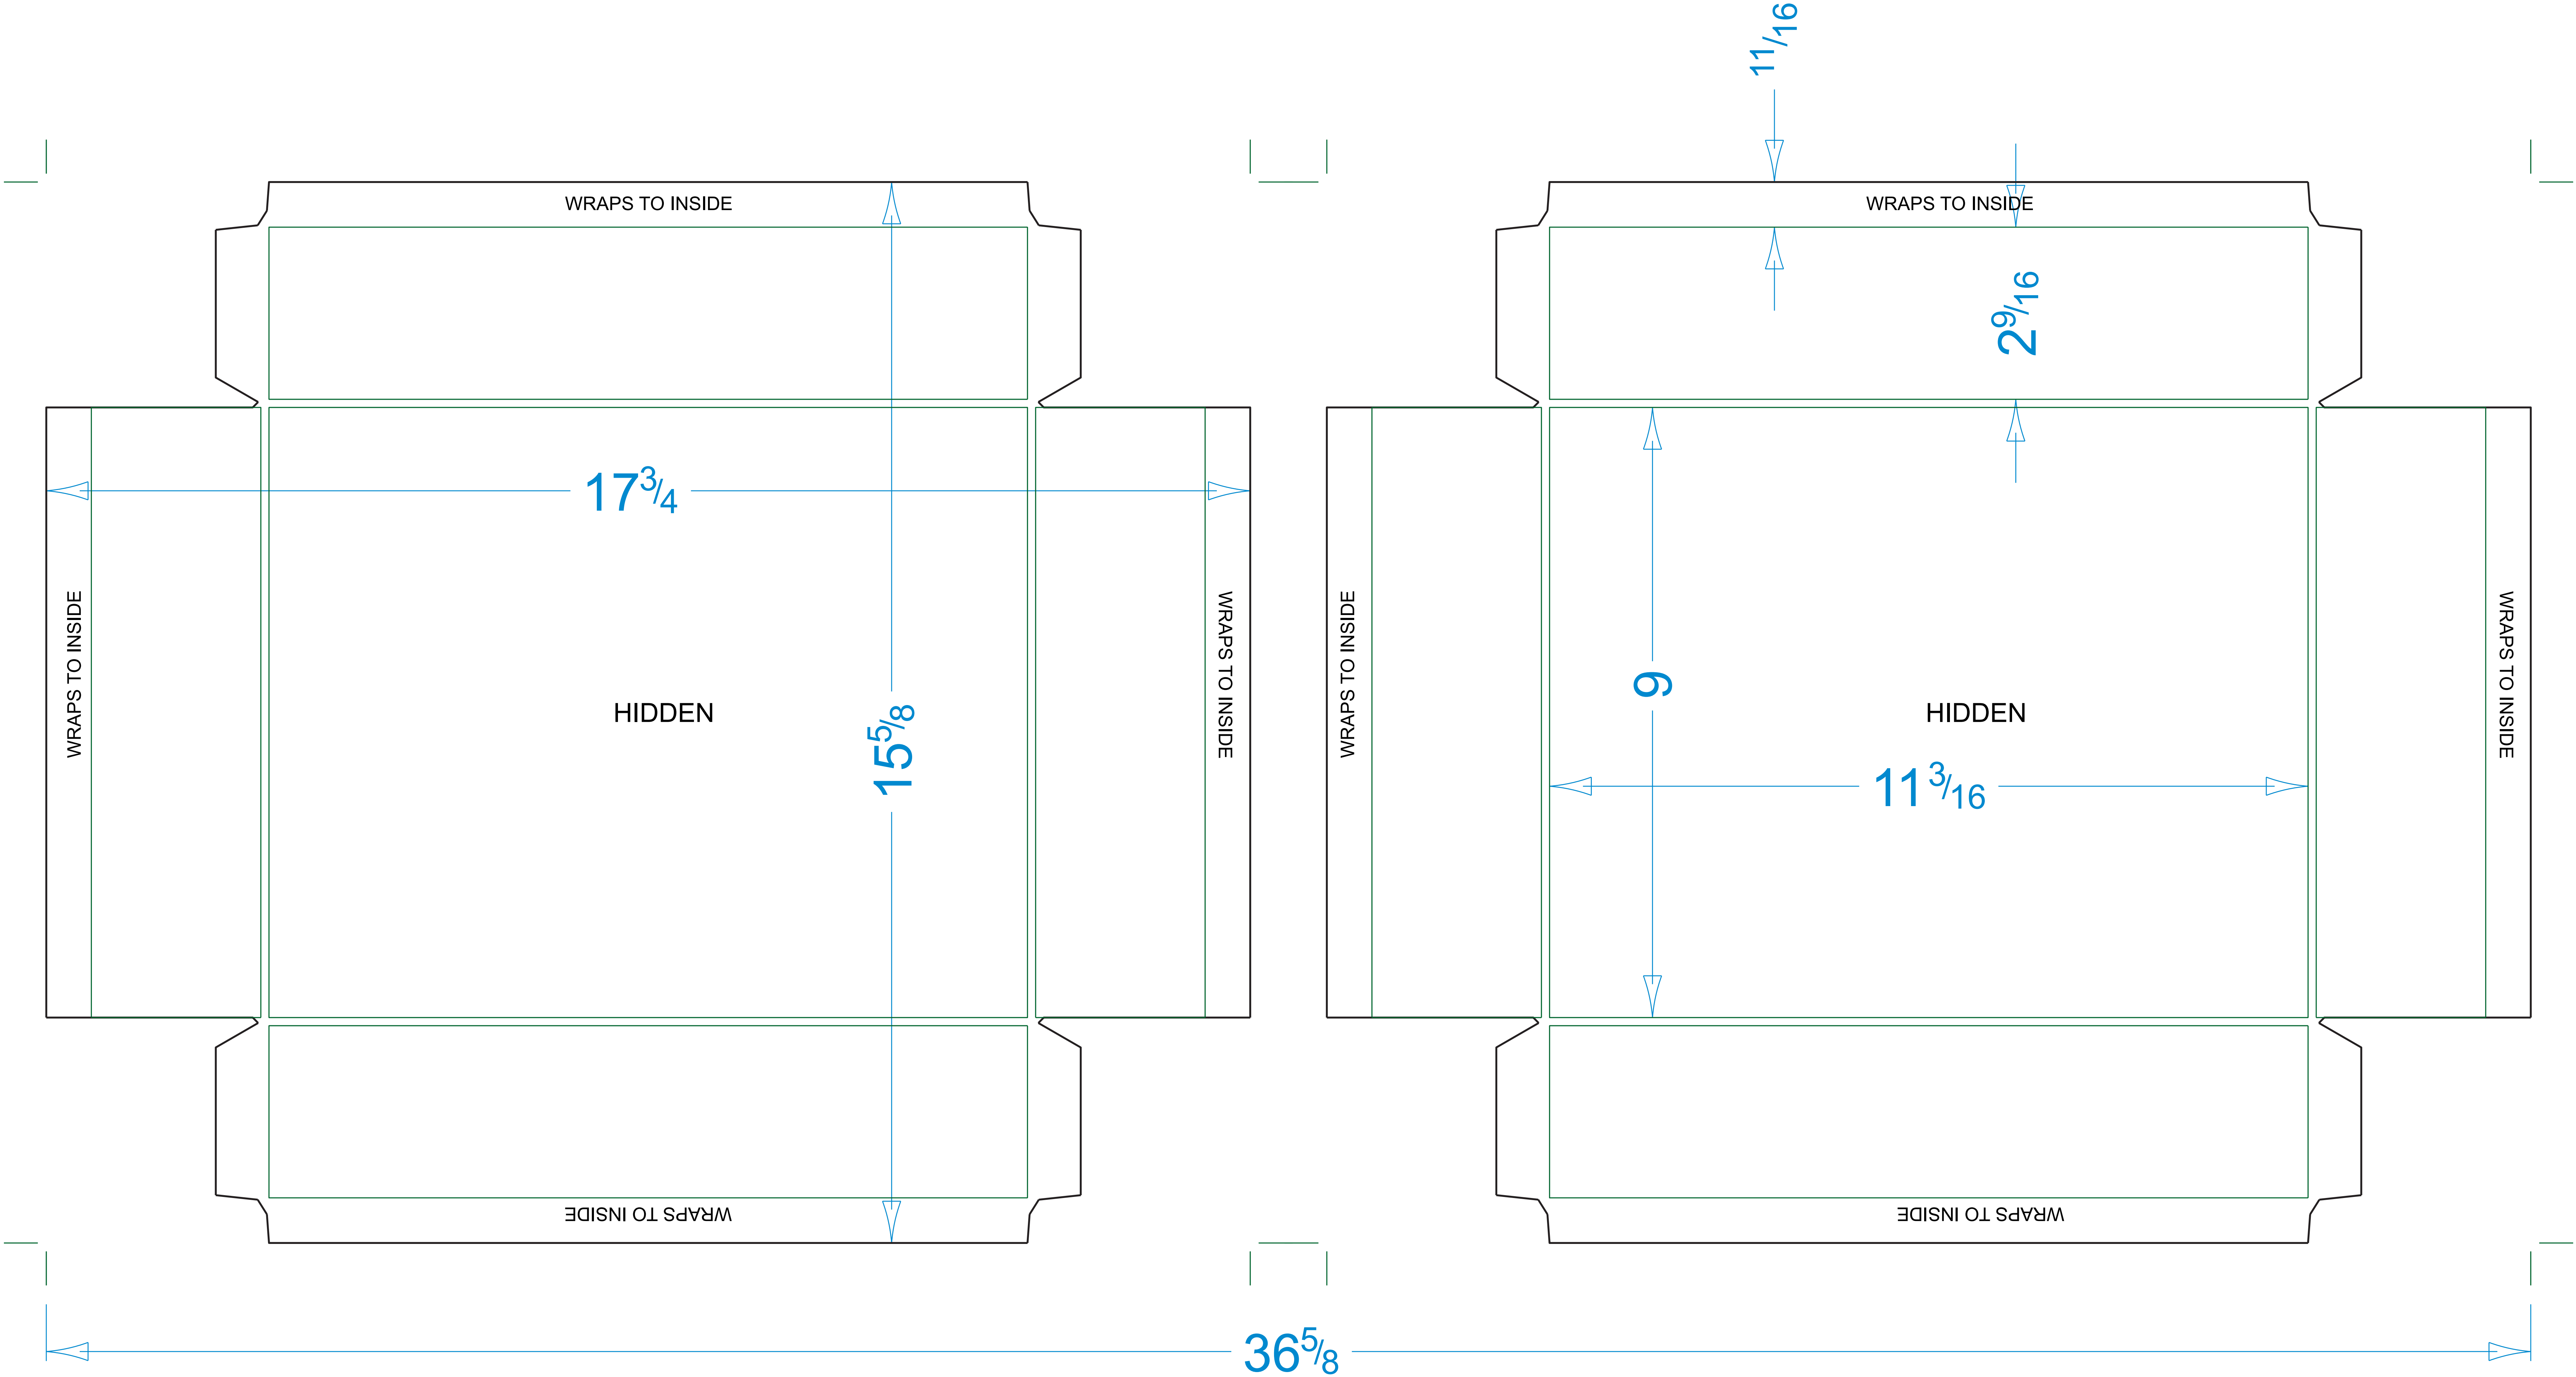 11/16
WRAPS TO INSIDE
WRAPS TO INSIDE
2 9/16
17 3/4
WRAPS TO INSIDE
HIDDEN
15 5/8
WRAPS TO INSIDE
WRAPS TO INSIDE
9
HIDDEN
11 3/16
WRAPS TO INSIDE
WRAPS TO INSIDE
WRAPS TO INSIDE
36 5/8